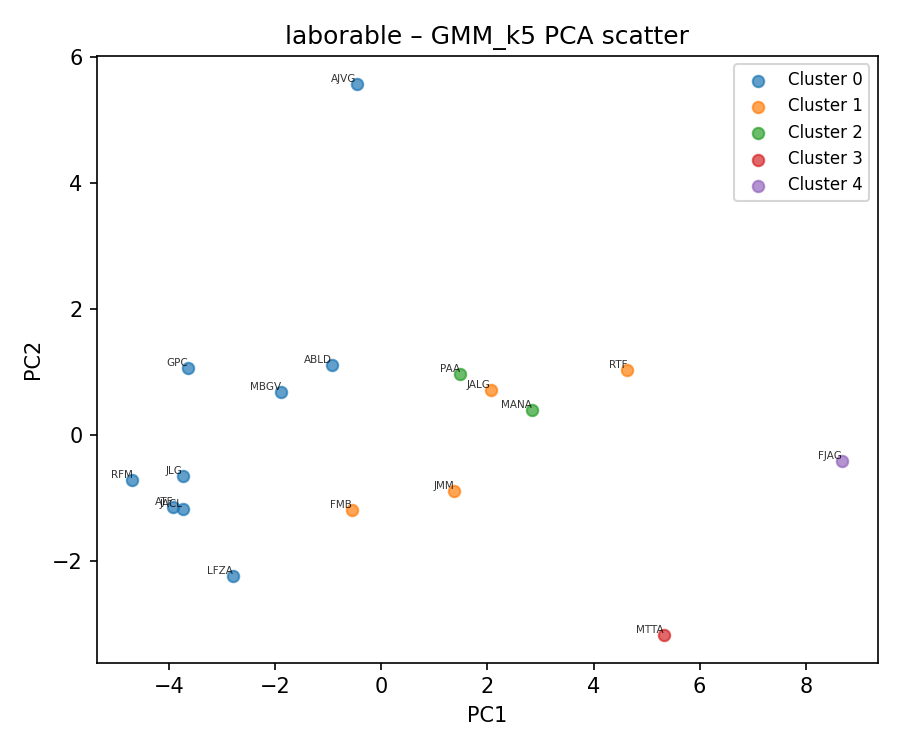 laborable – GMM_k5 PCA scatter
6
4
2
0
−2
PC2
−4
−2
0
2
4
6
8
PC1
Cluster 0
Cluster 1
Cluster 2
Cluster 3
Cluster 4
AJVG
GPC
ABLD
MBGV
PAA
JALG
MANA
RTF
FJAG
RFM
JLG
JACL
JMM
FMB
LFZA
MTTA